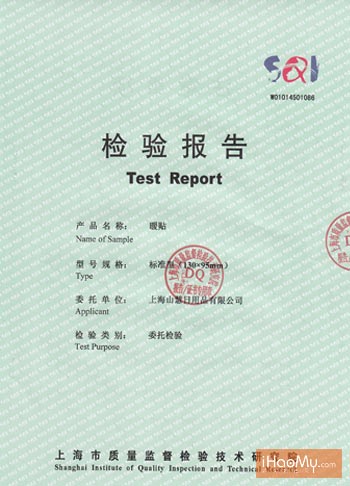 SQI
W01014501086
检验报告
Test Report
产品名称: 暖贴
Name of Sample
型号规格: 标准型(130×95mm)
Type
委托单位: 上海山慧日用品有限公司
Applicant
检验类别: 委托检验
Test Purpose
DQ
上海市质量监督检验技术研究院
Shanghai Institute of Quality Inspection and Technical Research
iHaoMy.com